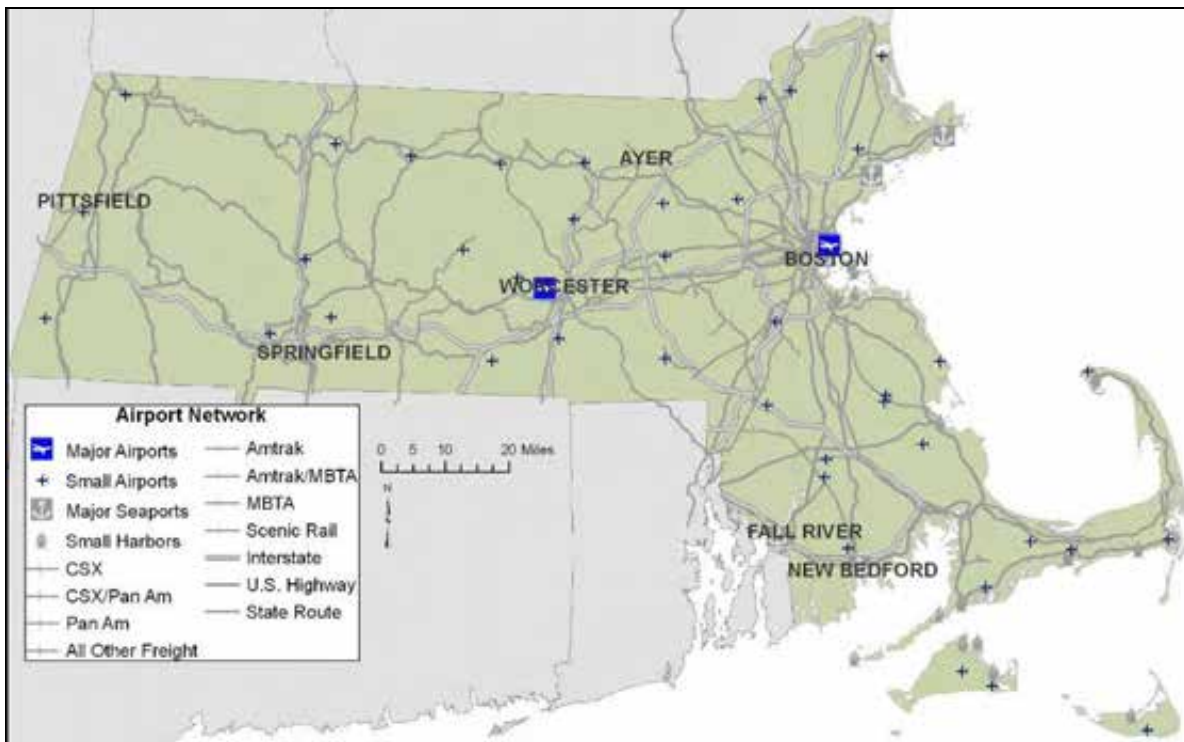 AYER
PITTSFIELD
BOSTON
WORCESTER
SPRINGFIELD
FALL RIVER
NEW BEDFORD
Airport Network
Major Airports
Small Airports
Major Seaports
Small Harbors
CSX
CSX/Pan Am
Pan Am
All Other Freight
Amtrak
Amtrak/MBTA
MBTA
Scenic Rail
Interstate
U.S. Highway
State Route
0 5 10 20 Miles
N